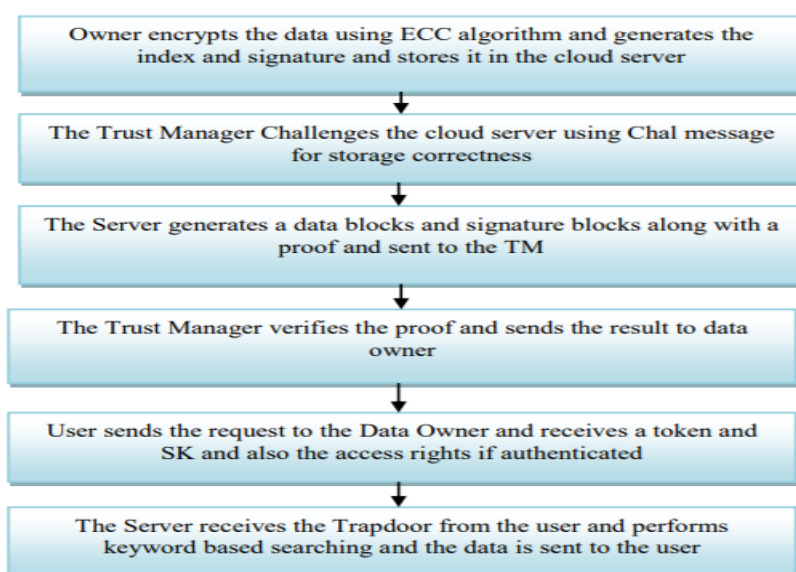 Owner encrypts the data using ECC algorithm and generates the
index and signature and stores it in the cloud server
The Trust Manager Challenges the cloud server using Chal message
for storage correctness
The Server generates a data blocks and signature blocks along with a
proof and sent to the TM
The Trust Manager verifies the proof and sends the result to data
owner
User sends the request to the Data Owner and receives a token and
SK and also the access rights if authenticated
The Server receives the Trapdoor from the user and performs
keyword based searching and the data is sent to the user